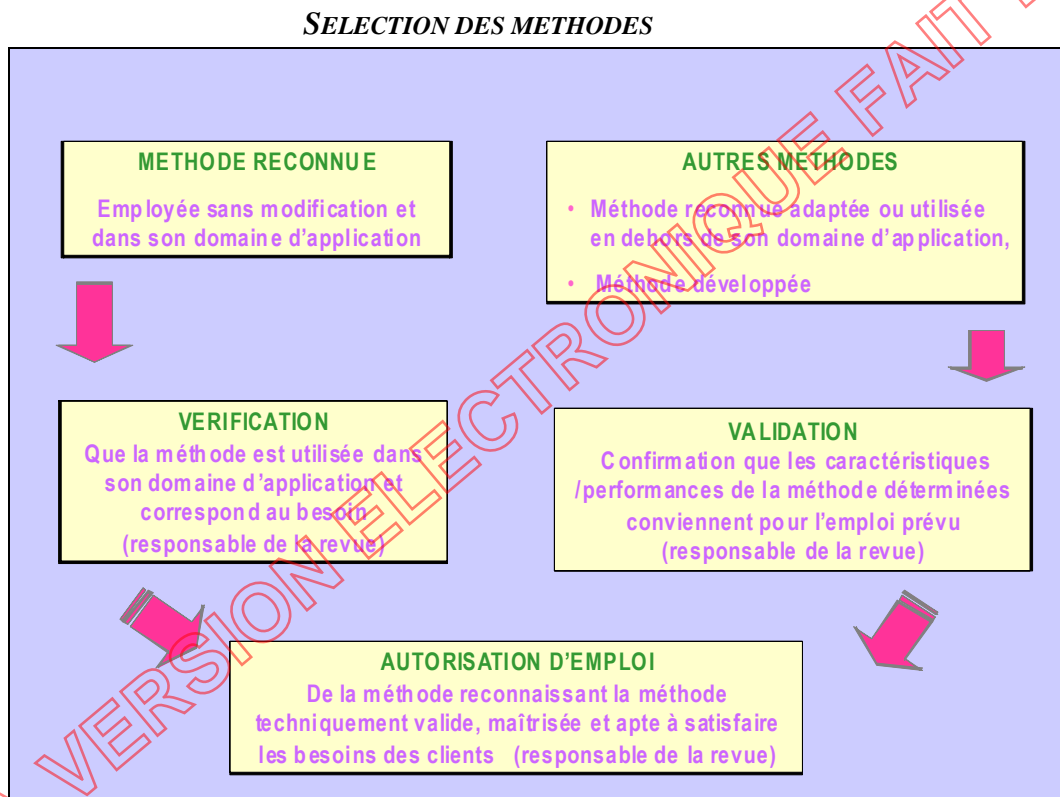 SELECTION DES METHODES
METHODE RECONNUE
Employée sans modification et
dans son domaine d'application
AUTRES METHODES
• Méthode reconnue adaptée ou utilisée
en dehors de son domaine d'application,
• Méthode développée
VERIFICATION
Que la méthode est utilisée dans
son domaine d'application et
correspond au besoin
(responsable de la revue)
VALIDATION
Confirmation que les caractéristiques
/performances de la méthode déterminées
conviennent pour l'emploi prévu
(responsable de la revue)
AUTORISATION D'EMPLOI
De la méthode reconnaissant la méthode
techniquement valide, maîtrisée et apte à satisfaire
les besoins des clients (responsable de la revue)
VERSION ELECTRONIQUE FAIT